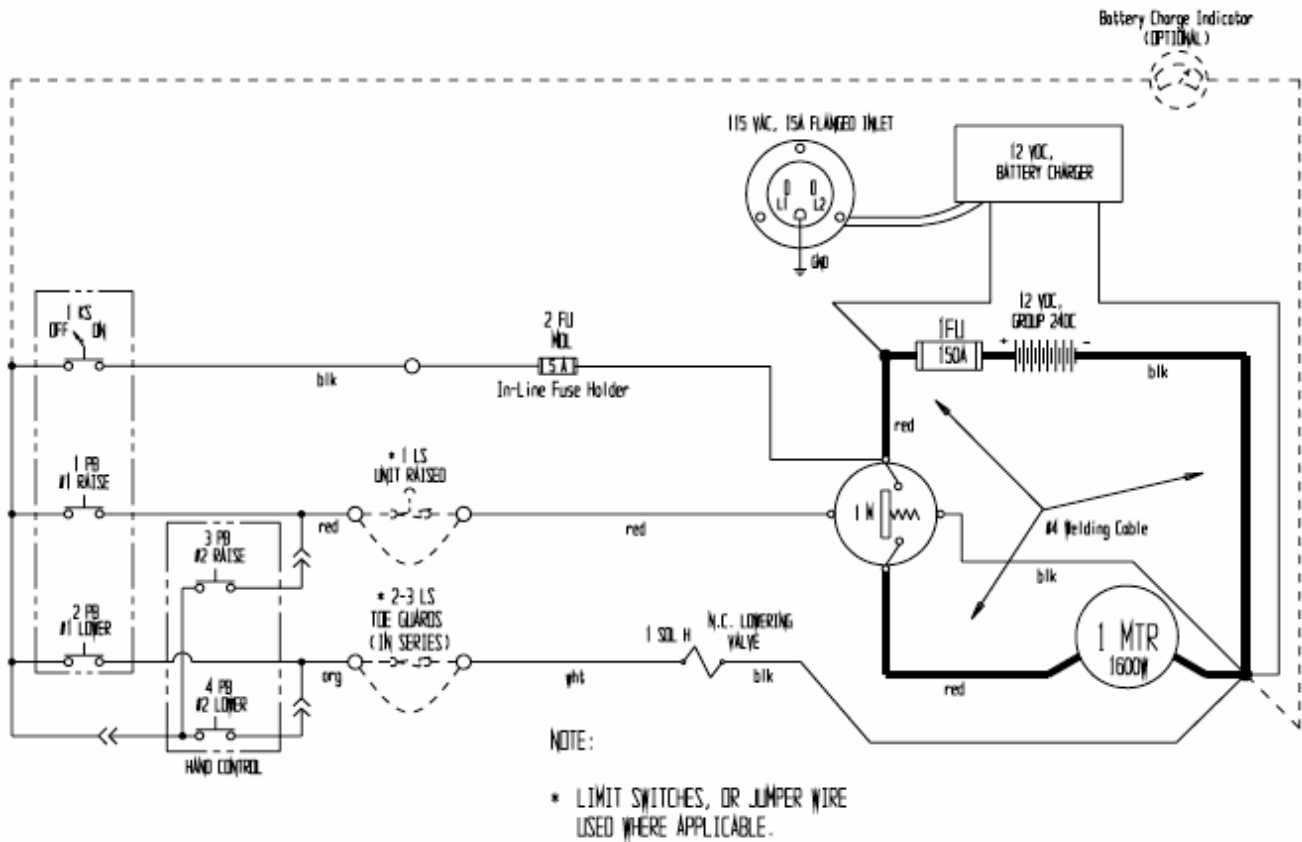 Battery Charge Indicator
(OPTIONAL)
115 VAC, 15A FLANGED INLET
L1 L2
GND
12 VDC,
BATTERY CHARGER
1 KS
OFF ON
blk
2 FU
MDL
5 A
In-Line Fuse Holder
1FU
150A
12 VDC,
GROUP 24DC
+ -
blk
red
1 PB
#1 RAISE
red
* 1 LS
UNIT RAISED
red
1 M
#4 Welding Cable
blk
3 PB
#2 RAISE
2 PB
#1 LOWER
org
* 2-3 LS
TOE GUARDS
(IN SERIES)
wht
1 SOL H
N.C. LOWERING
VALVE
blk
red
1 MTR
1600W
4 PB
#2 LOWER
HAND CONTROL
NOTE:
* LIMIT SWITCHES, OR JUMPER WIRE
USED WHERE APPLICABLE.